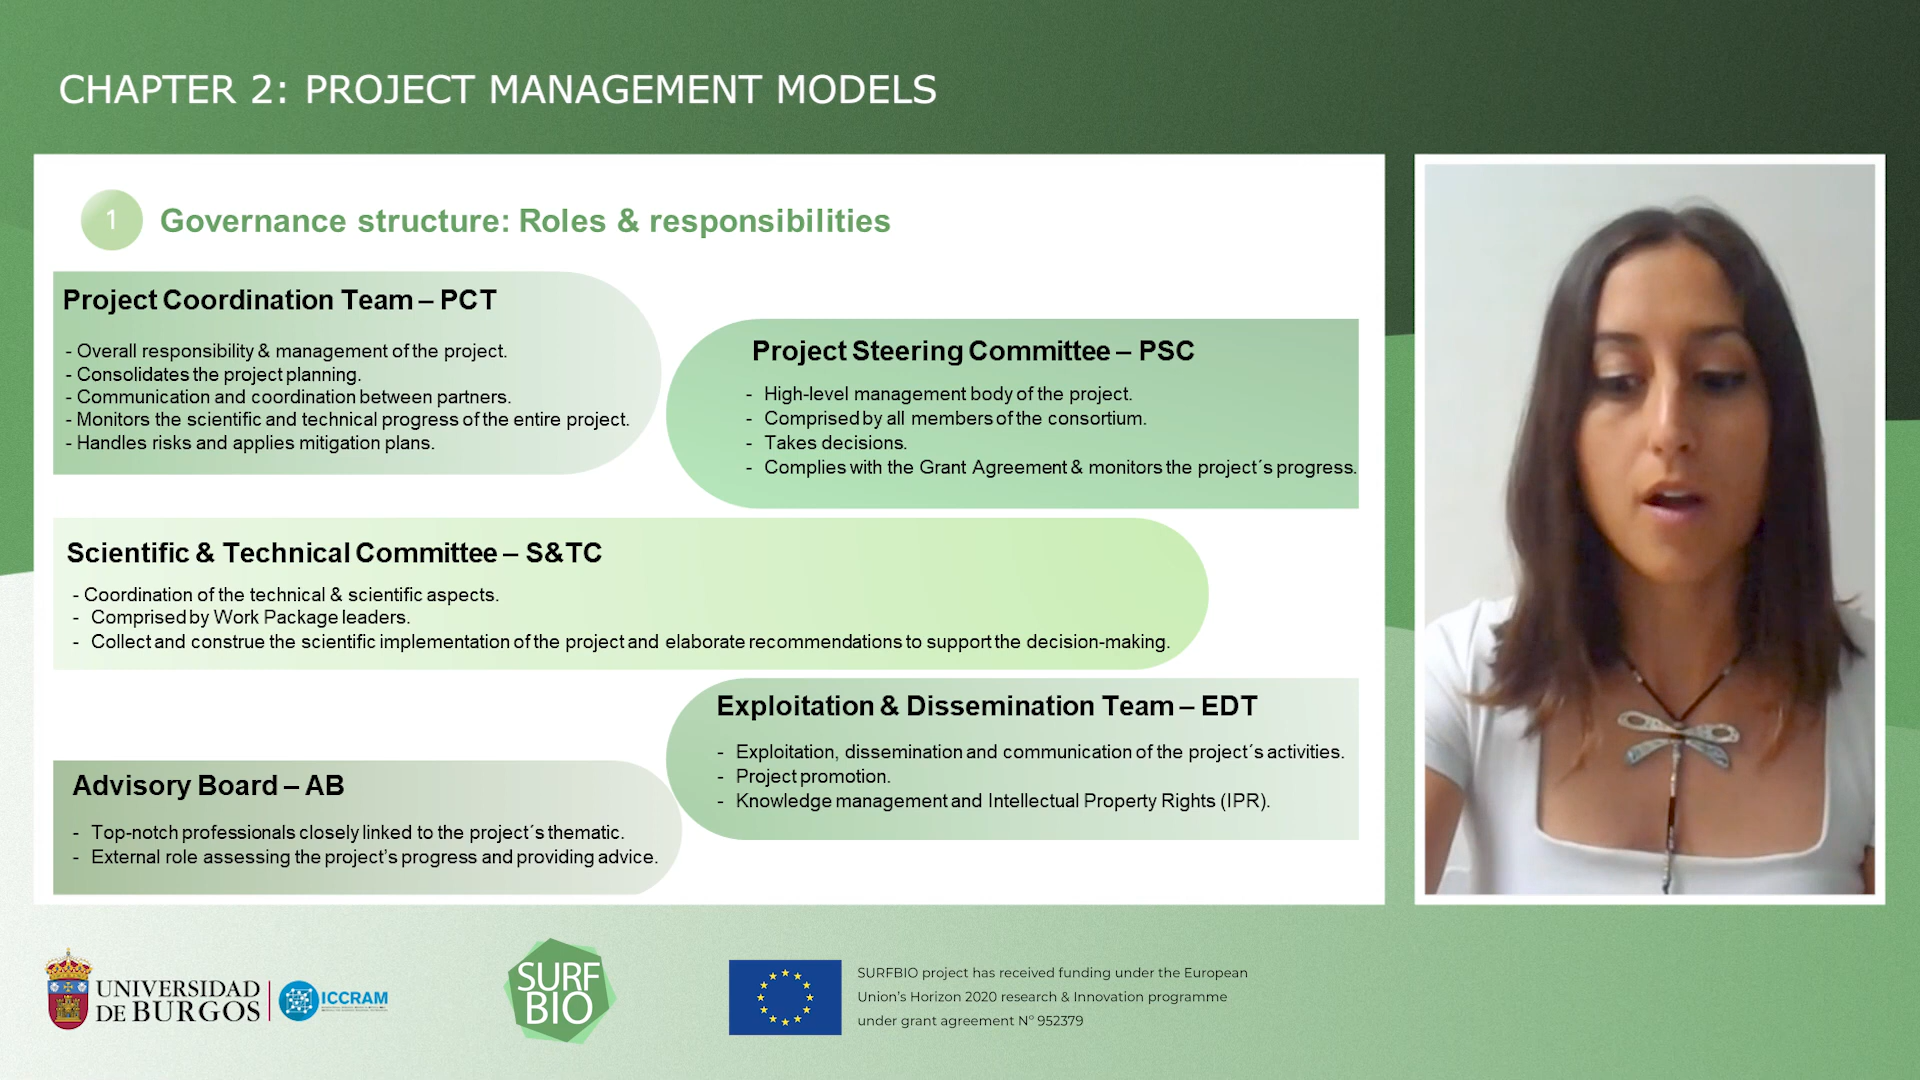 CHAPTER 2: PROJECT MANAGEMENT MODELS
1
Governance structure: Roles & responsibilities
Project Coordination Team – PCT
- Overall responsibility & management of the project.
- Consolidates the project planning.
- Communication and coordination between partners.
- Monitors the scientific and technical progress of the entire project.
- Handles risks and applies mitigation plans.
Project Steering Committee – PSC
- High-level management body of the project.
- Comprised by all members of the consortium.
- Takes decisions.
- Complies with the Grant Agreement & monitors the project´s progress.
Scientific & Technical Committee – S&TC
- Coordination of the technical & scientific aspects.
- Comprised by Work Package leaders.
- Collect and construe the scientific implementation of the project and elaborate recommendations to support the decision-making.
Exploitation & Dissemination Team – EDT
- Exploitation, dissemination and communication of the project´s activities.
- Project promotion.
- Knowledge management and Intellectual Property Rights (IPR).
Advisory Board – AB
- Top-notch professionals closely linked to the project´s thematic.
- External role assessing the project’s progress and providing advice.
UNIVERSIDAD
DE BURGOS
ICCRAM
SURF
BIO
SURFBIO project has received funding under the European
Union’s Horizon 2020 research & Innovation programme
under grant agreement Nº 952379